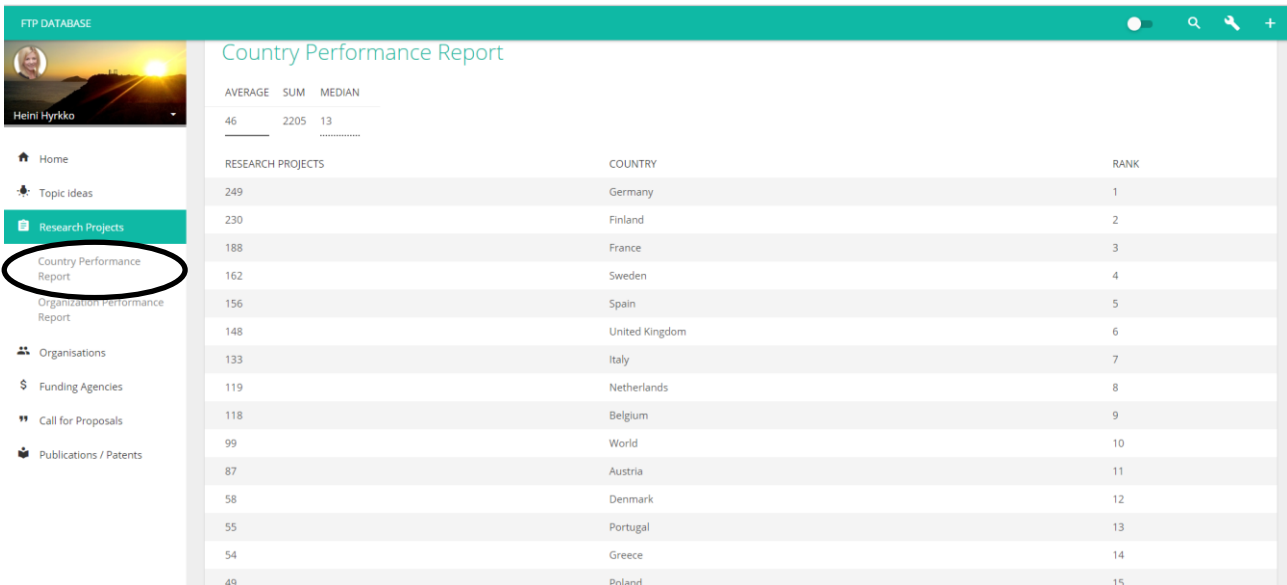 FTP DATABASE
Heini Hyrkko
Home
Topic ideas
Research Projects
Country Performance
Report
Organization Performance
Report
Organisations
Funding Agencies
Call for Proposals
Publications / Patents
Country Performance Report
AVERAGE SUM MEDIAN
46 2205 13
RESEARCH PROJECTS COUNTRY RANK
249 Germany 1
230 Finland 2
188 France 3
162 Sweden 4
156 Spain 5
148 United Kingdom 6
133 Italy 7
119 Netherlands 8
118 Belgium 9
99 World 10
87 Austria 11
58 Denmark 12
55 Portugal 13
54 Greece 14
49 Poland 15